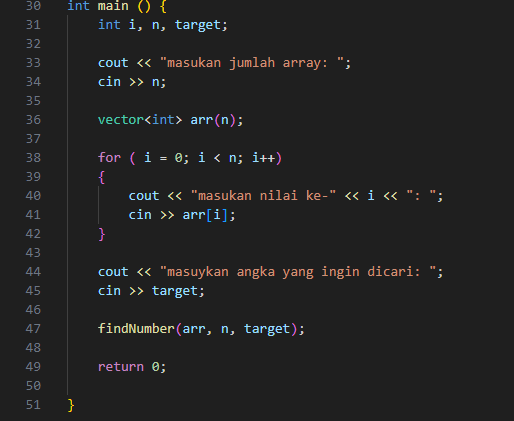 30 int main () {
31 int i, n, target;
32
33 cout << "masukan jumlah array: ";
34 cin >> n;
35
36 vector<int> arr(n);
37
38 for ( i = 0; i < n; i++)
39 {
40 cout << "masukan nilai ke-" << i << ": ";
41 cin >> arr[i];
42 }
43
44 cout << "masuykan angka yang ingin dicari: ";
45 cin >> target;
46
47 findNumber(arr, n, target);
48
49 return 0;
50
51 }